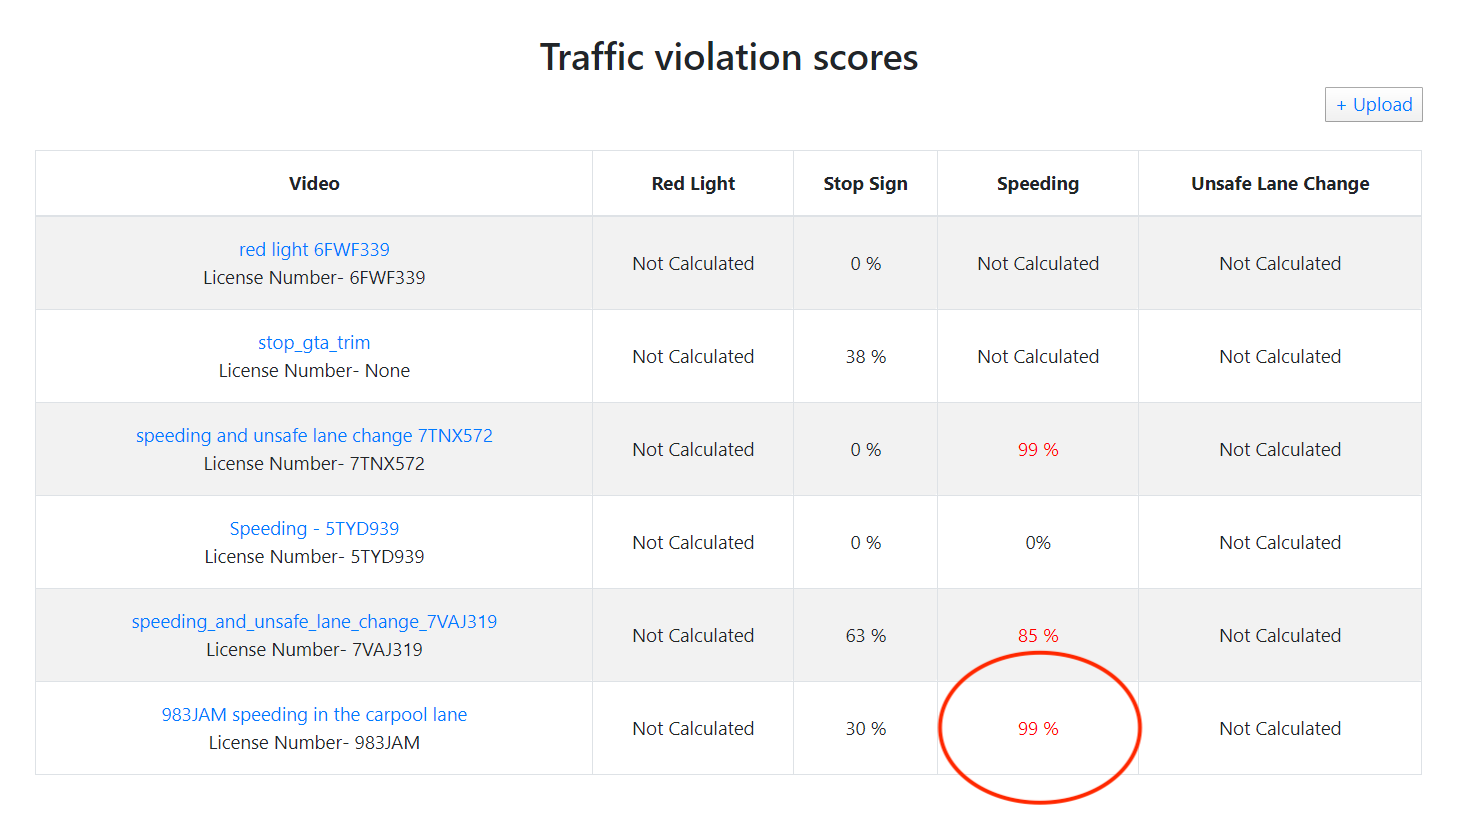 Traffic violation scores
+ Upload
Video Red Light Stop Sign Speeding Unsafe Lane Change
red light 6FWF339
License Number- 6FWF339
Not Calculated 0 % Not Calculated Not Calculated
stop_gta_trim
License Number- None
Not Calculated 38 % Not Calculated Not Calculated
speeding and unsafe lane change 7TNX572
License Number- 7TNX572
Not Calculated 0 % 99 % Not Calculated
Speeding - 5TYD939
License Number- 5TYD939
Not Calculated 0 % 0% Not Calculated
speeding_and_unsafe_lane_change_7VAJ319
License Number- 7VAJ319
Not Calculated 63 % 85 % Not Calculated
983JAM speeding in the carpool lane
License Number- 983JAM
Not Calculated 30 % 99 % Not Calculated